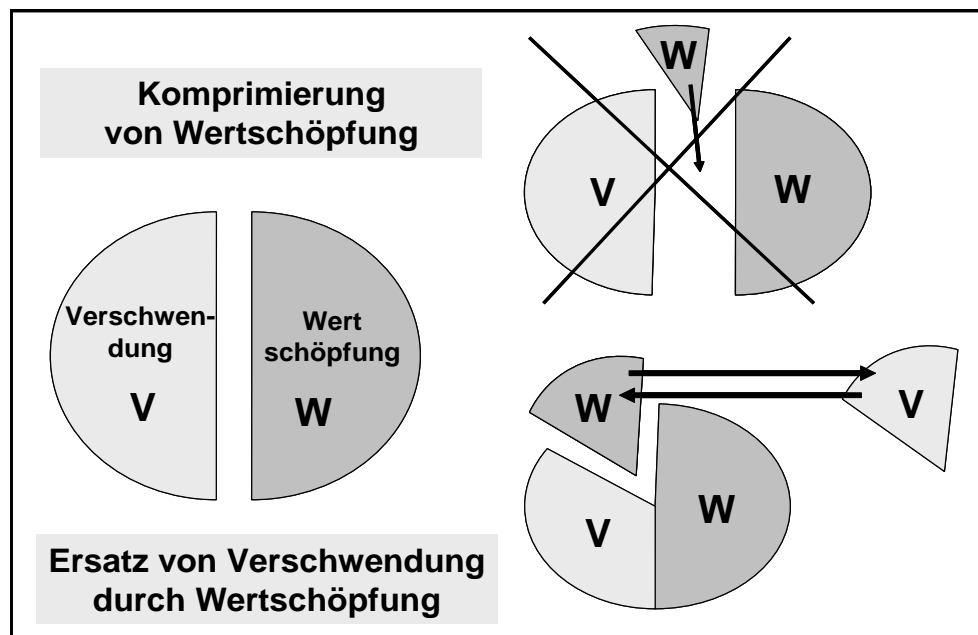 Komprimierung
von Wertschöpfung
W
V
W
Verschwen-
dung
V
Wert
schöpfung
W
W
V
V
W
Ersatz von Verschwendung
durch Wertschöpfung